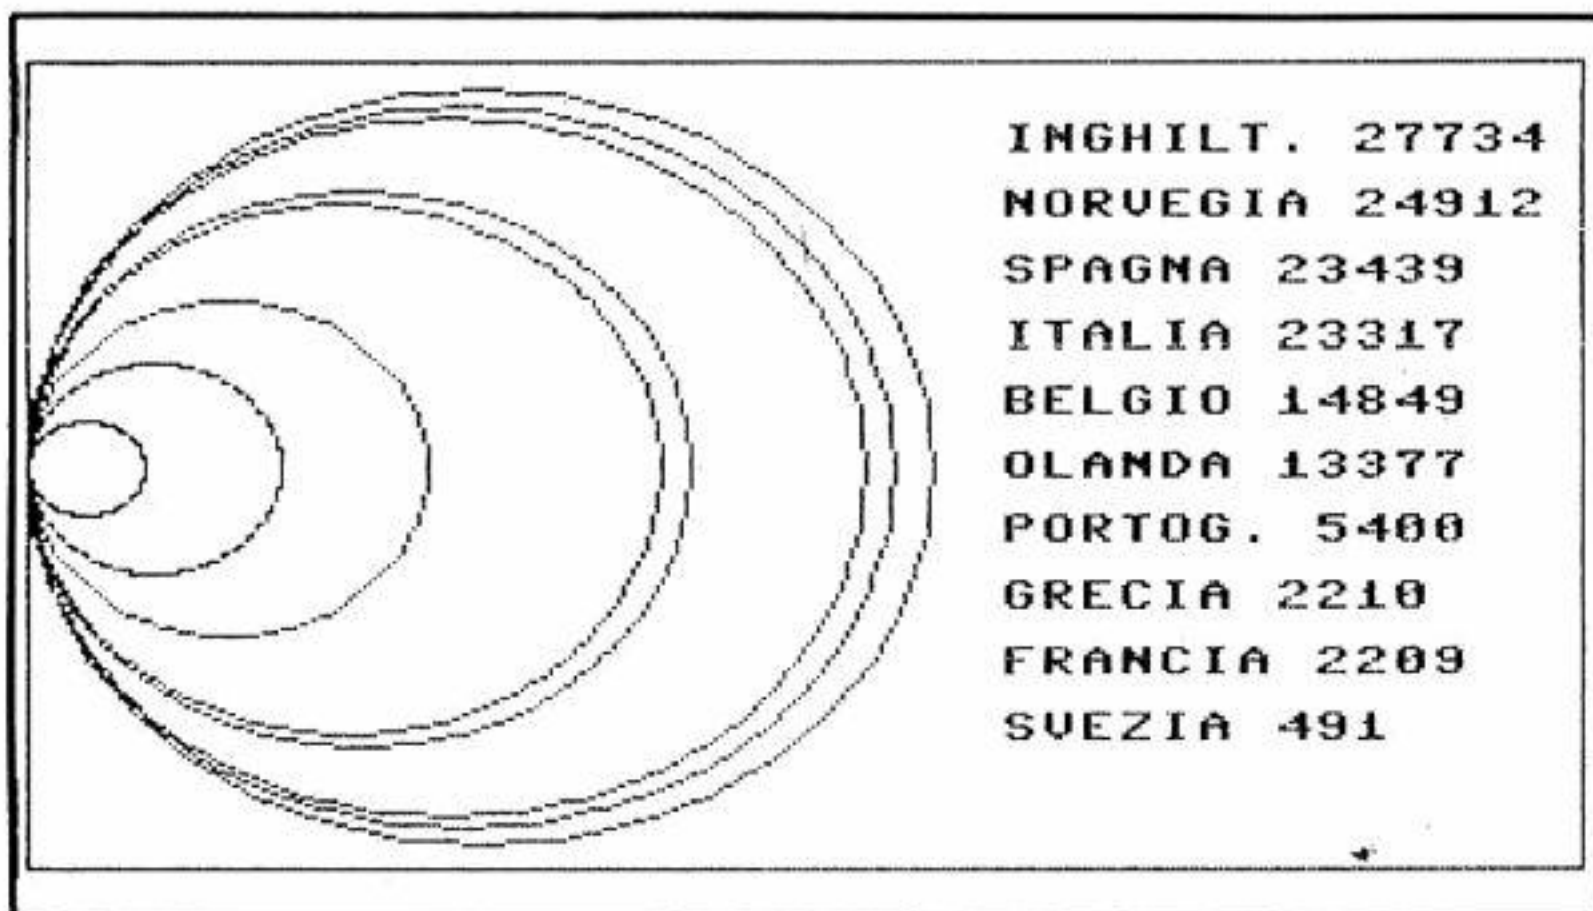 INGHILT. 27734
NORVEGIA 24912
SPAGNA 23439
ITALIA 23317
BELGIO 14849
OLANDA 13377
PORTOG. 5400
GRECIA 2210
FRANCIA 2209
SVEZIA 491